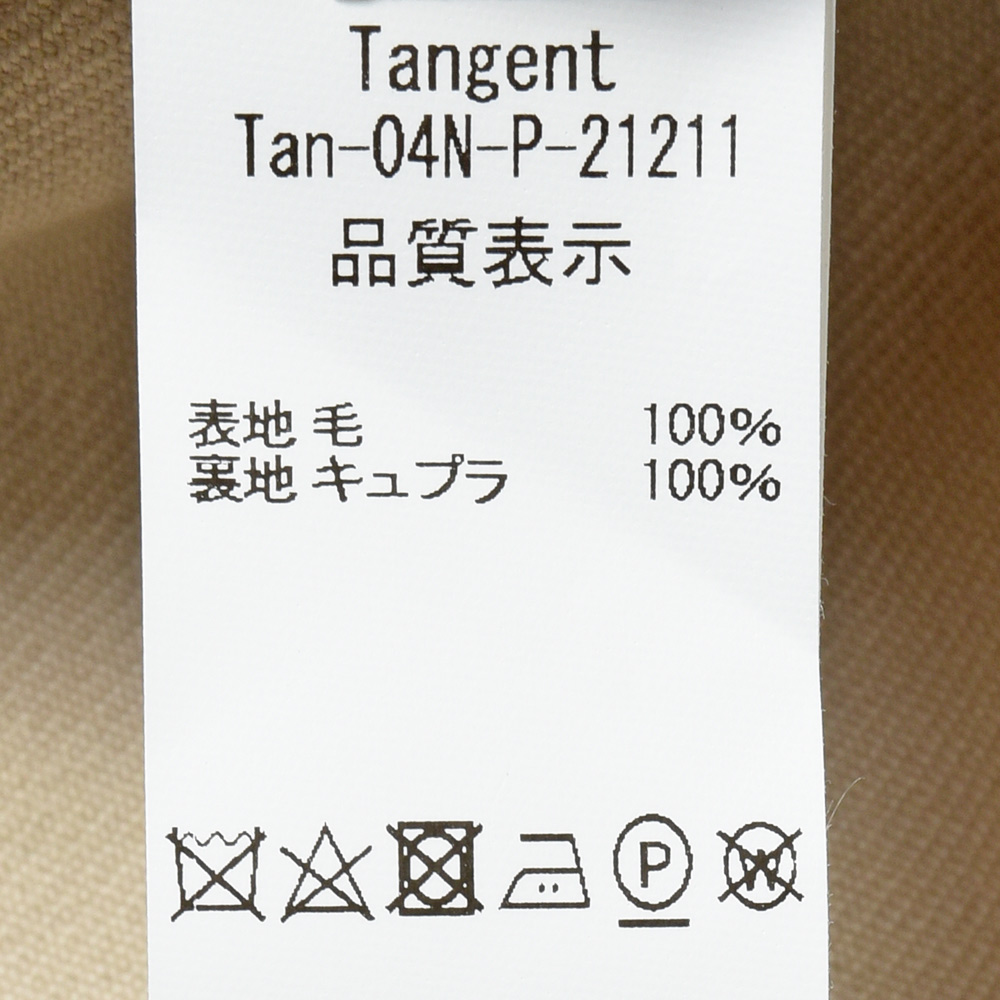 Tangent
Tan-04N-P-21211
品質表示
表地 毛 100%
裏地 キュプラ 100%
P
W